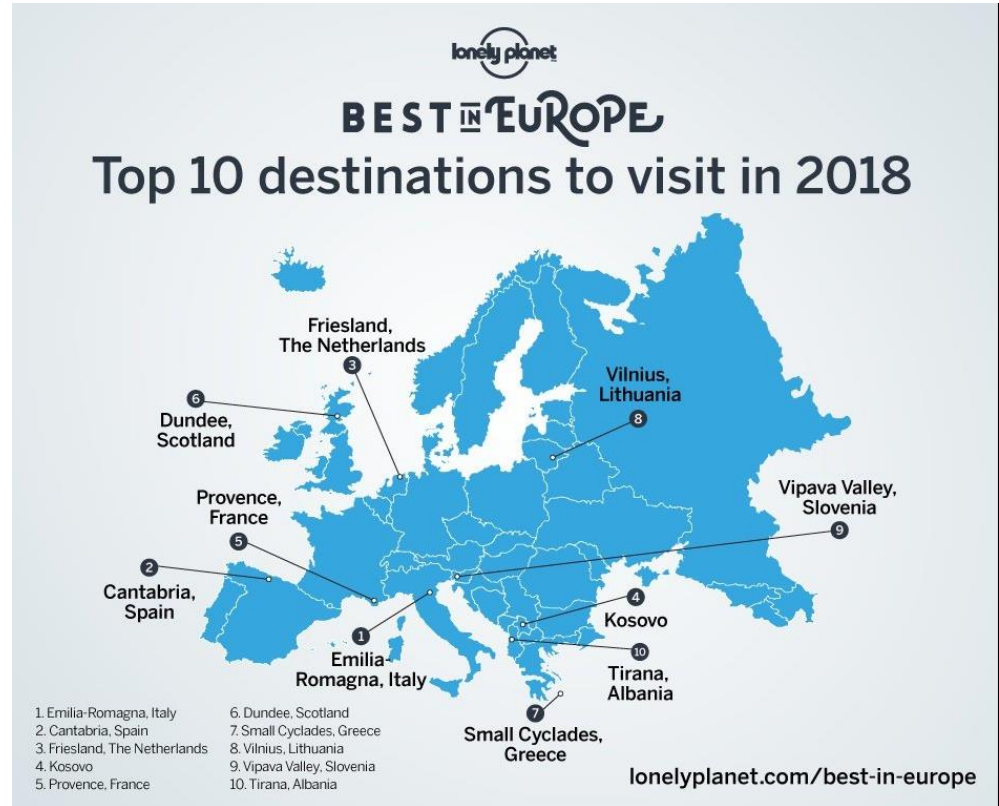 lonely planet
BEST IN EUROPE
Top 10 destinations to visit in 2018
Friesland,
The Netherlands
3
6
Dundee,
Scotland
Vilnius,
Lithuania
8
Provence,
France
5
Vipava Valley,
Slovenia
9
2
Cantabria,
Spain
4
Kosovo
1
Emilia-
Romagna, Italy
10
Tirana,
Albania
7
Small Cyclades,
Greece
1. Emilia-Romagna, Italy
2. Cantabria, Spain
3. Friesland, The Netherlands
4. Kosovo
5. Provence, France
6. Dundee, Scotland
7. Small Cyclades, Greece
8. Vilnius, Lithuania
9. Vipava Valley, Slovenia
10. Tirana, Albania
lonelyplanet.com/best-in-europe